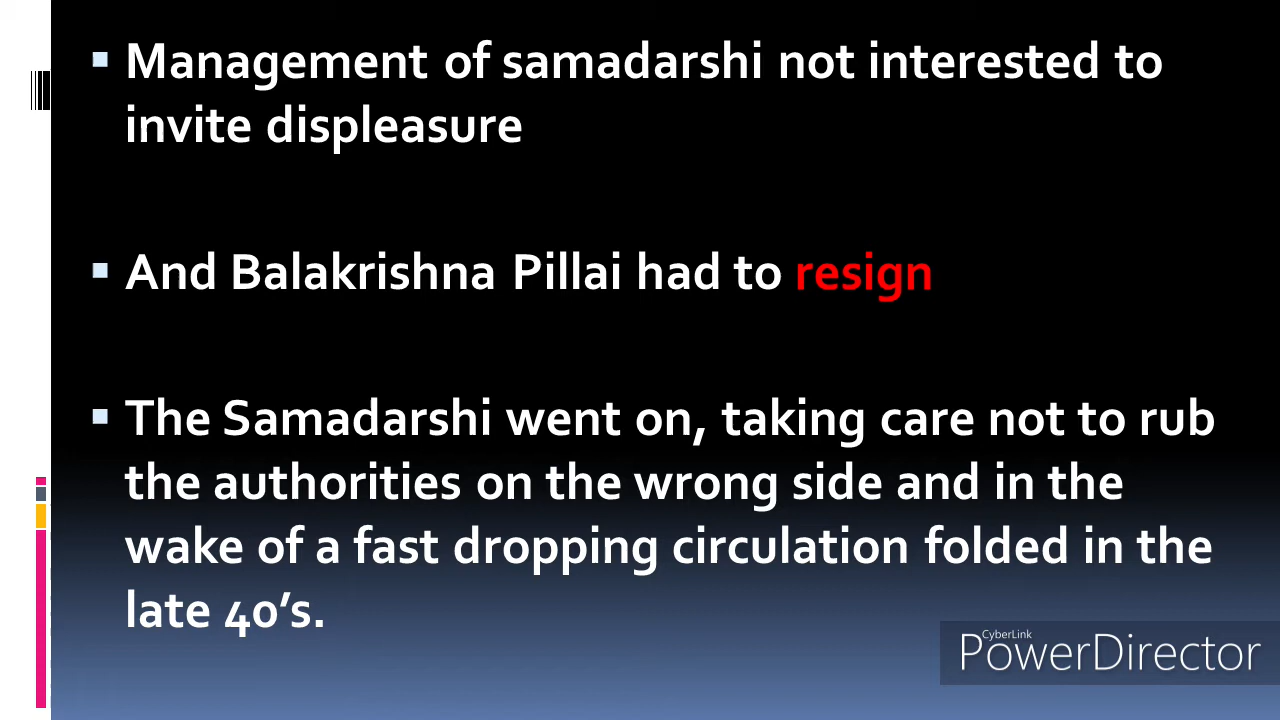 Management of samadarshi not interested to
invite displeasure
And Balakrishna Pillai had to resign
The Samadarshi went on, taking care not to rub
the authorities on the wrong side and in the
wake of a fast dropping circulation folded in the
late 40’s.
CyberLink
PowerDirector